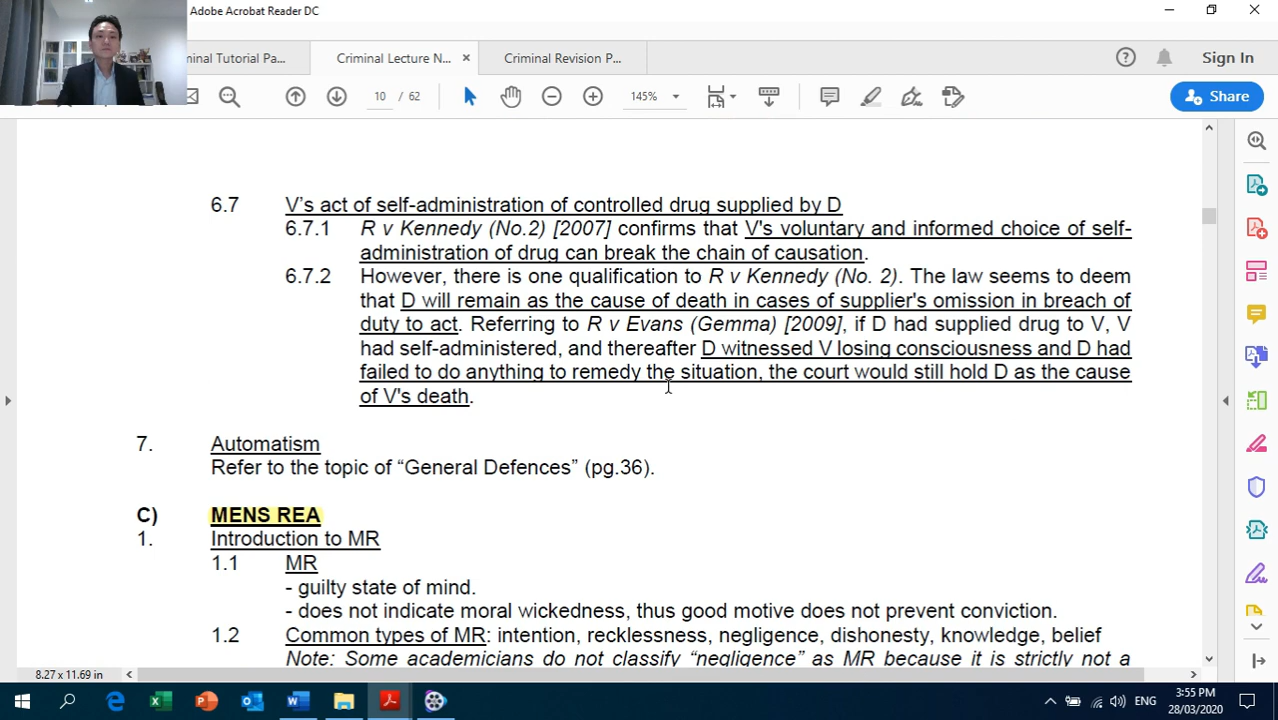 Adobe Acrobat Reader DC
minal Tutorial Pa...
Criminal Lecture N...
Criminal Revision P...
Sign In
10 / 62
145%
Share
6.7 V's act of self-administration of controlled drug supplied by D
6.7.1 R v Kennedy (No.2) [2007] confirms that V's voluntary and informed choice of self-
administration of drug can break the chain of causation.
6.7.2 However, there is one qualification to R v Kennedy (No. 2). The law seems to deem
that D will remain as the cause of death in cases of supplier's omission in breach of
duty to act. Referring to R v Evans (Gemma) [2009], if D had supplied drug to V, V
had self-administered, and thereafter D witnessed V losing consciousness and D had
failed to do anything to remedy the situation, the court would still hold D as the cause
of V's death.
7. Automatism
Refer to the topic of “General Defences” (pg.36).
C) MENS REA
1. Introduction to MR
1.1 MR
- guilty state of mind.
- does not indicate moral wickedness, thus good motive does not prevent conviction.
1.2 Common types of MR: intention, recklessness, negligence, dishonesty, knowledge, belief
Note: Some academicians do not classify “negligence” as MR because it is strictly not a
8.27 x 11.69 in
ENG
3:55 PM
28/03/2020